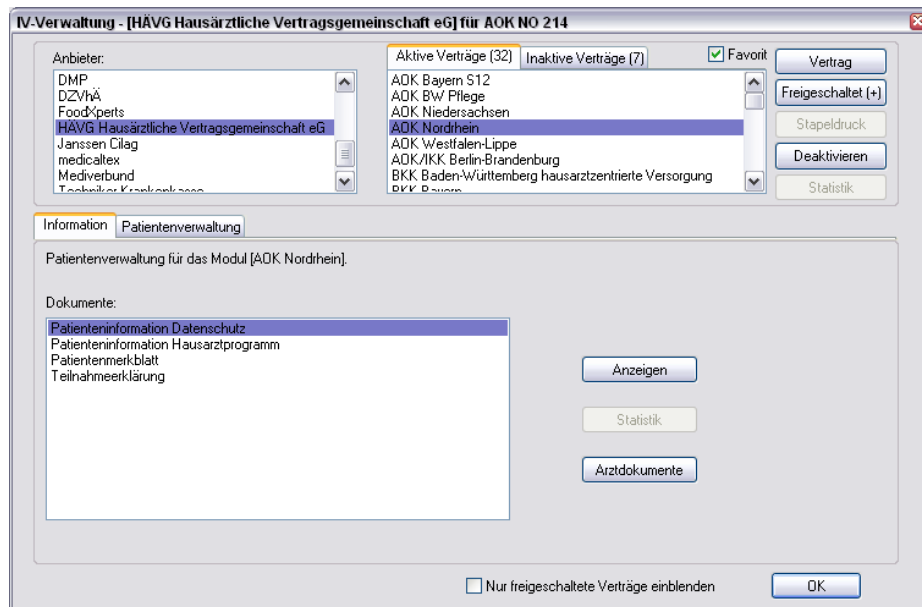 IV-Verwaltung - [HÄVG Hausärztliche Vertragsgemeinschaft eG] für AOK NO 214
Anbieter:
DMP
DZVhÄ
FoodXperts
HÄVG Hausärztliche Vertragsgemeinschaft eG
Janssen Cilag
medicaltex
Mediverbund
Techniker Krankenkasse
Aktive Verträge (32)
Inaktive Verträge (7)
Favorit
AOK Bayern S12
AOK BW Pflege
AOK Niedersachsen
AOK Nordrhein
AOK Westfalen-Lippe
AOK/IKK Berlin-Brandenburg
BKK Baden-Württemberg hausarztzentrierte Versorgung
BKK Bayern
Vertrag
Freigeschaltet (+)
Stapeldruck
Deaktivieren
Statistik
Information
Patientenverwaltung
Patientenverwaltung für das Modul [AOK Nordrhein].
Dokumente:
Patienteninformation Datenschutz
Patienteninformation Hausarztprogramm
Patientenmerkblatt
Teilnahmeerklärung
Anzeigen
Statistik
Arztdokumente
Nur freigeschaltete Verträge einblenden
OK